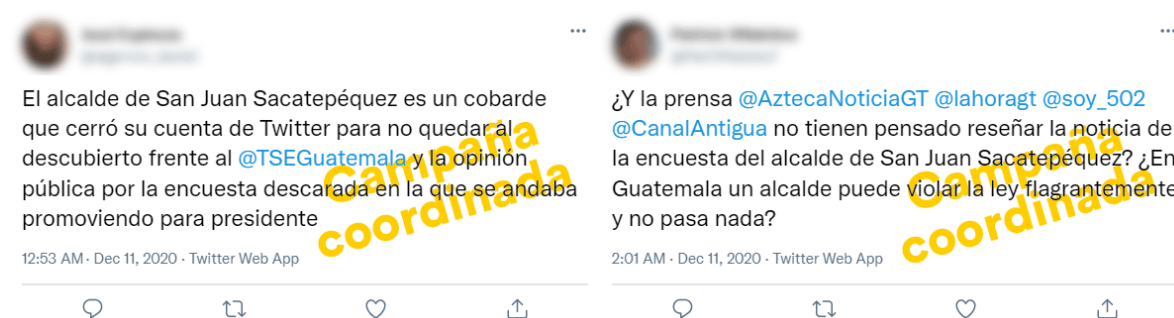 El alcalde de San Juan Sacatepéquez es un cobarde
que cerró su cuenta de Twitter para no quedar al
descubierto frente al @TSEGuatemala y la opinión
pública por la encuesta descarada en la que se andaba
promoviendo para presidente
Campaña
coordinada
12:53 AM · Dec 11, 2020 · Twitter Web App
¿Y la prensa @AztecaNoticiaGT @lahoragt @soy_502
@CanalAntigua no tienen pensado reseñar la noticia de
la encuesta del alcalde de San Juan Sacatepéquez? ¿En
Guatemala un alcalde puede violar la ley flagrantemente
y no pasa nada?
Campaña
coordinada
2:01 AM · Dec 11, 2020 · Twitter Web App